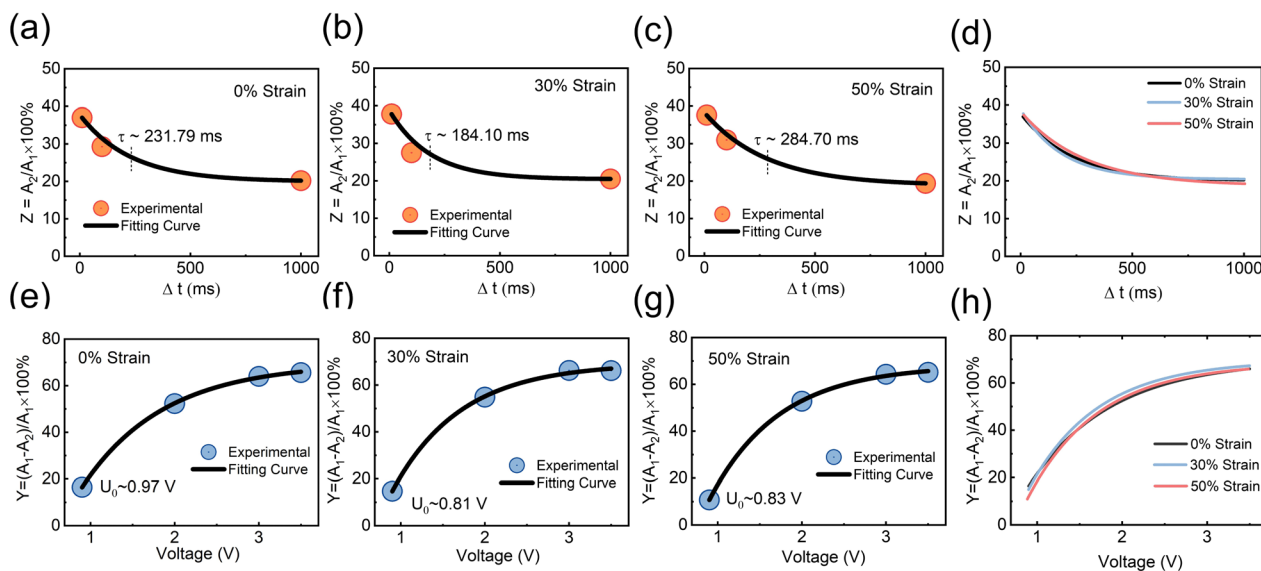 (a)
50
40
30
20
10
0
0 500 1000
Z = A2/A1×100%
Δ t (ms)
0% Strain
τ ~ 231.79 ms
Experimental
Fitting Curve
(b)
50
40
30
20
10
0
0 500 1000
Z = A2/A1×100%
Δ t (ms)
30% Strain
τ ~ 184.10 ms
Experimental
Fitting Curve
(c)
50
40
30
20
10
0
0 500 1000
Z = A2/A1×100%
Δ t (ms)
50% Strain
τ ~ 284.70 ms
Experimental
Fitting Curve
(d)
50
40
30
20
10
0
0 500 1000
Z = A2/A1×100%
Δ t (ms)
0% Strain
30% Strain
50% Strain
(e)
80
60
40
20
0
1 2 3
Y=(A1-A2)/A1×100%
Voltage (V)
0% Strain
Experimental
Fitting Curve
U0~0.97 V
(f)
80
60
40
20
0
1 2 3
Y=(A1-A2)/A1×100%
Voltage (V)
30% Strain
Experimental
Fitting Curve
U0~0.81 V
(g)
80
60
40
20
0
1 2 3
Y=(A1-A2)/A1×100%
Voltage (V)
50% Strain
Experimental
Fitting Curve
U0~0.83 V
(h)
80
60
40
20
0
1 2 3
Y=(A1-A2)/A1×100%
Voltage (V)
0% Strain
30% Strain
50% Strain